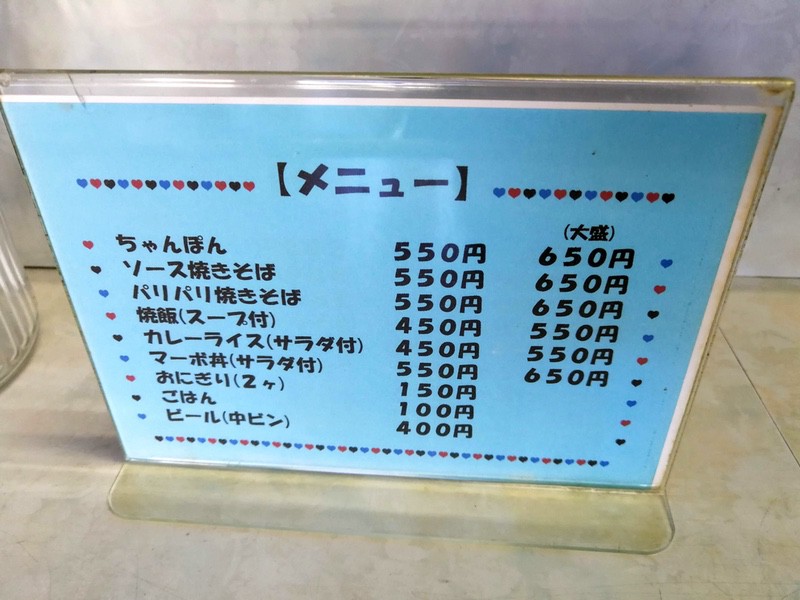 【メニュー】
(大盛)
ちゃんぽん 550円 650円
ソース焼きそば 550円 650円
パリパリ焼きそば 550円 650円
焼飯(スープ付) 450円 550円
カレーライス(サラダ付) 450円 550円
マーボ丼(サラダ付) 550円 650円
おにぎり(2ヶ) 150円
ごはん 100円
ビール(中ビン) 400円